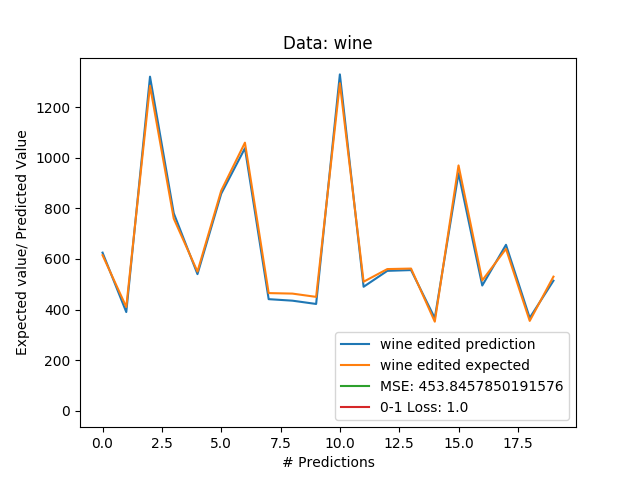 Data: wine
Expected value/ Predicted Value
1200
1000
800
600
400
200
0
wine edited prediction
wine edited expected
MSE: 453.8457850191576
0-1 Loss: 1.0
0.0 2.5 5.0 7.5 10.0 12.5 15.0 17.5
# Predictions